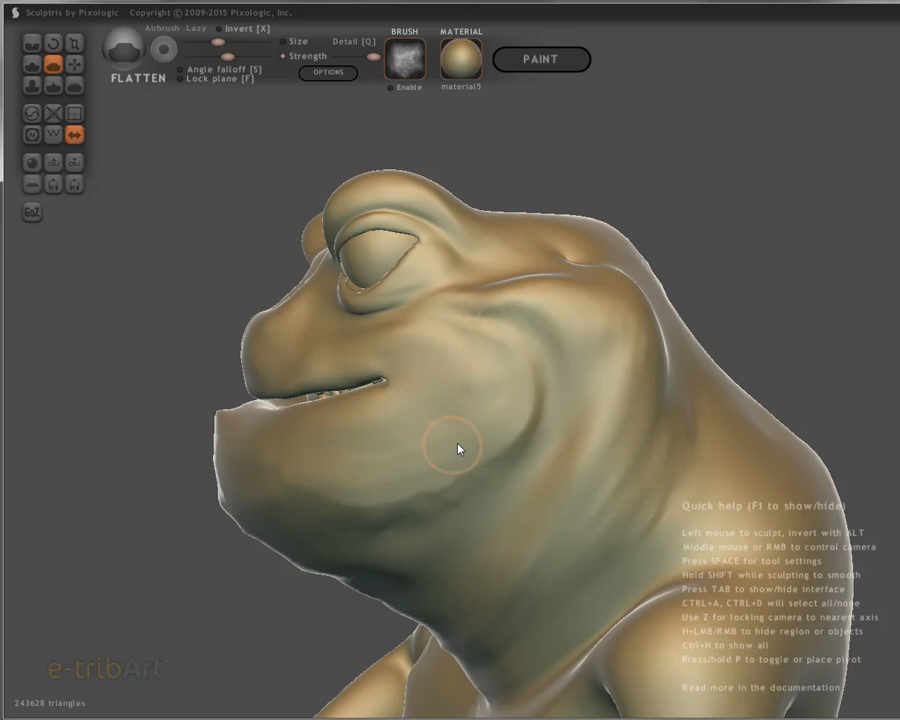 Sculptris by Pixologic Copyright © 2009-2015 Pixologic, Inc.
Airbrush Lazy Invert [X]
BRUSH MATERIAL
Size Detail [Q]
Strength
PAINT
Angle falloff [S]
FLATTEN Lock plane [F] OPTIONS
Enable material5
OBJ OBJ
GoZ
Quick help (F1 to show/hide)
Left mouse to sculpt, invert with ALT
Middle mouse or RMB to control camera
Press SPACE for tool settings
Hold SHIFT while sculpting to smooth
Press TAB to show/hide interface
CTRL+A, CTRL+D will select all/none
Use Z for locking camera to nearest axis
H+LMB/RMB to hide region or objects
Ctrl+H to show all
Press/hold P to toggle or place pivot
Read more in the documentation
e-tribArt
243628 triangles